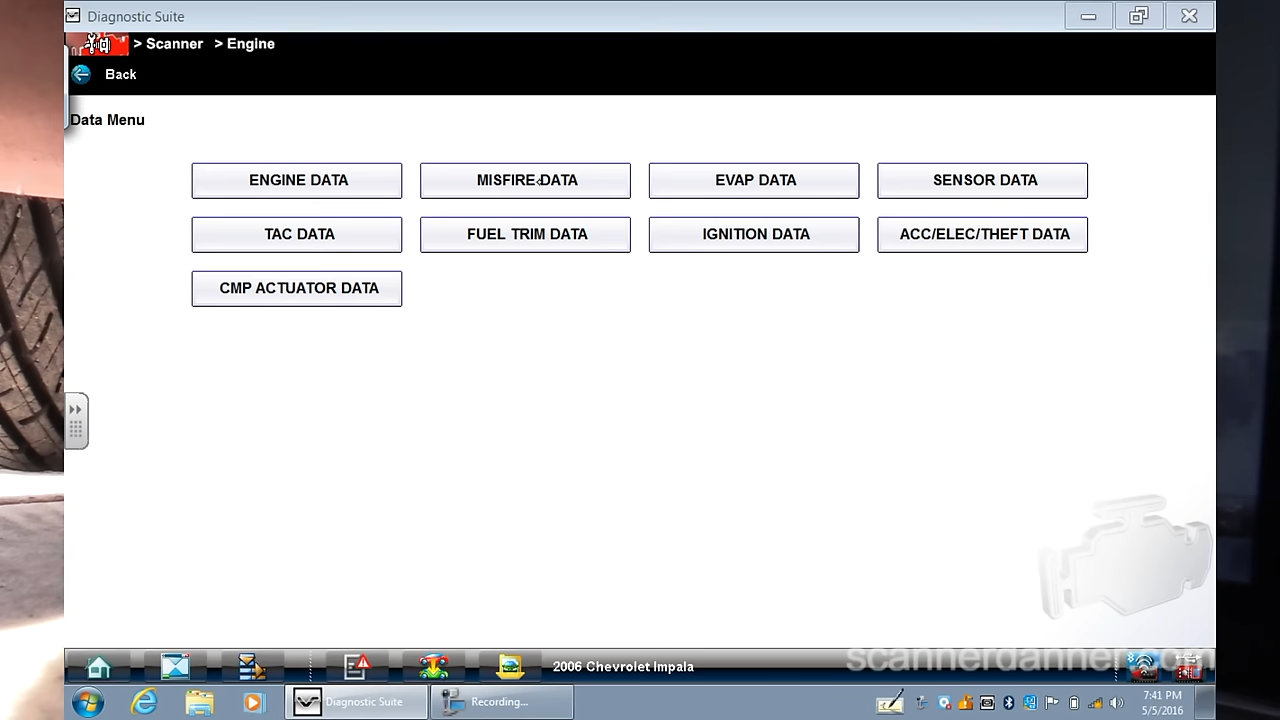 Diagnostic Suite
> Scanner > Engine
Back
Data Menu
ENGINE DATA MISFIRE DATA EVAP DATA SENSOR DATA
TAC DATA FUEL TRIM DATA IGNITION DATA ACC/ELEC/THEFT DATA
CMP ACTUATOR DATA
2006 Chevrolet Impala
scannerdanner.com
Diagnostic Suite
Recording...
7:41 PM
5/5/2016